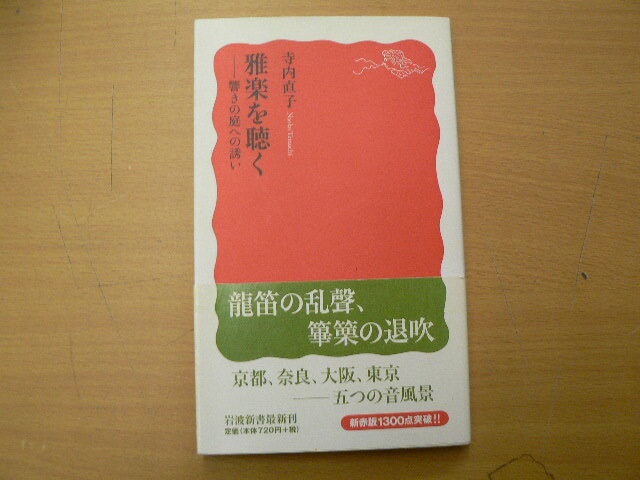 寺内直子 Naoko Terauchi
雅楽を聴く
──響きの庭への誘い
龍笛の乱聲、
篳篥の退吹
京都、奈良、大阪、東京
──五つの音風景
岩波新書最新刊
定価(本体720円+税)
新赤版1300点突破!!